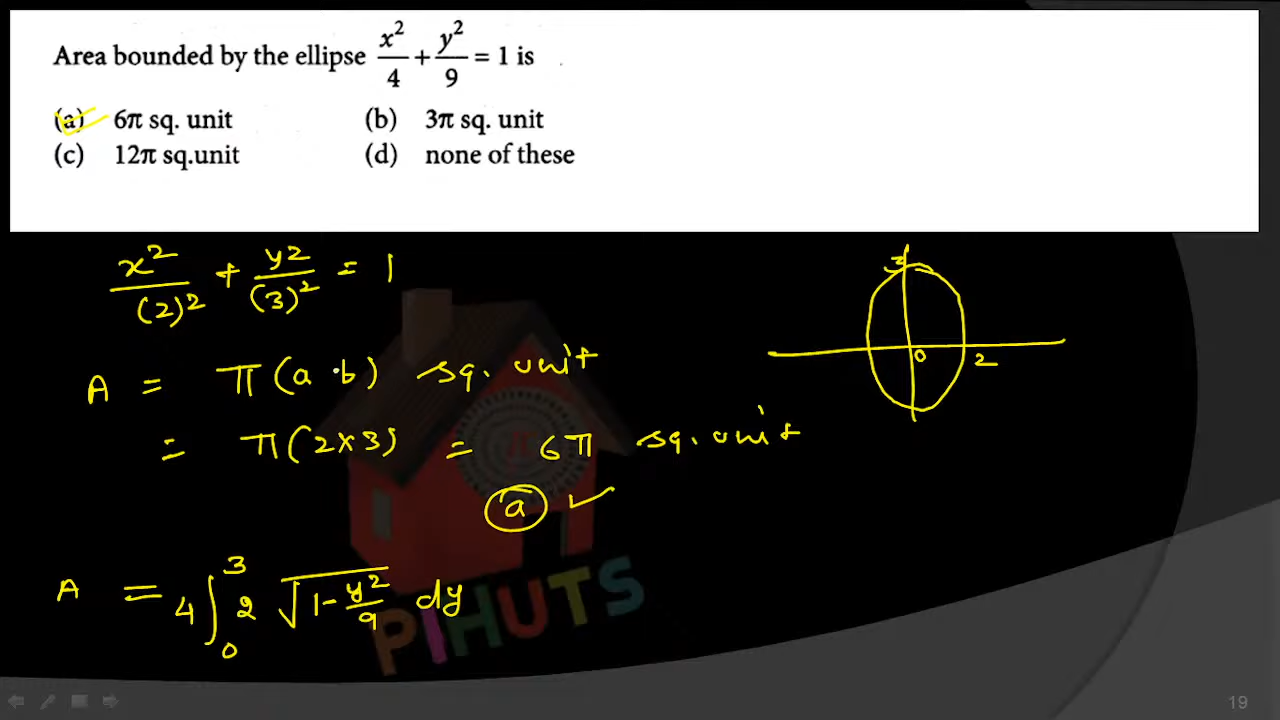 Area bounded by the ellipse x²/4 + y²/9 = 1 is
(a) 6π sq. unit (b) 3π sq. unit
(c) 12π sq.unit (d) none of these
x²/(2)² + y2/(3)² = 1
3
0 2
A = π(a·b) sq. unit
= π(2×3) = 6π sq. unit
a ✓
A = 4∫₀³ 2 √(1-y²/9) dy
π
PIHUTS
19